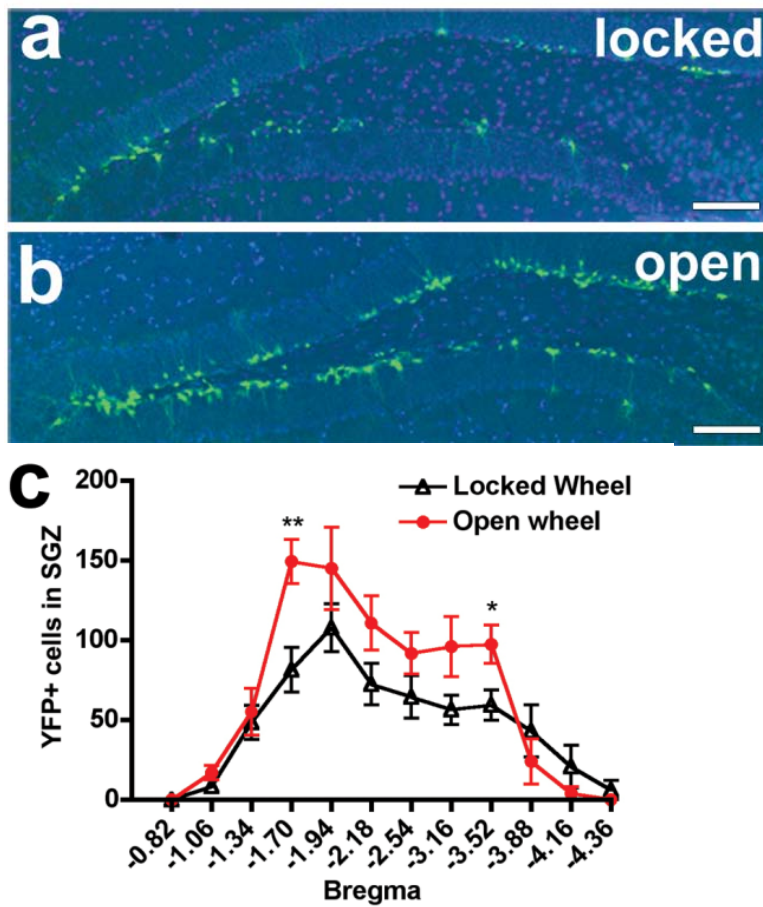 a
locked
b
open
c
200
150
100
50
0
YFP+ cells in SGZ
Locked Wheel
Open wheel
**
*
-0.82
-1.06
-1.34
-1.70
-1.94
-2.18
-2.54
-3.16
-3.52
-3.88
-4.16
-4.36
Bregma